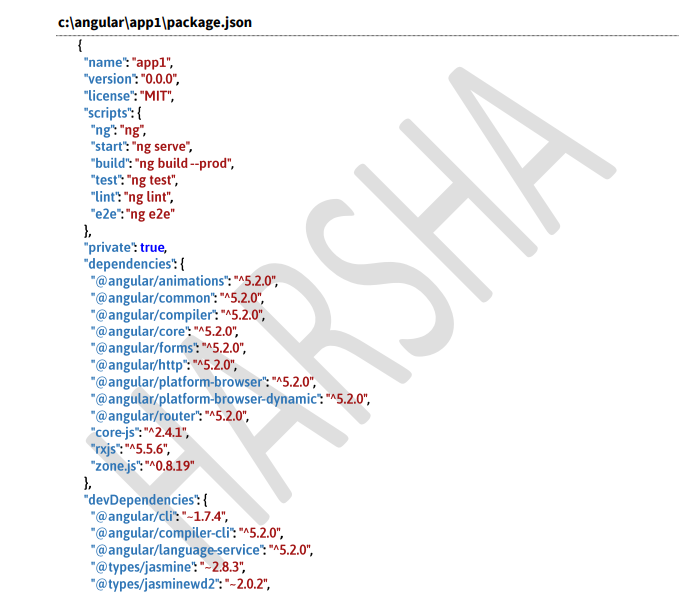 c:\angular\app1\package.json
{
"name": "app1",
"version": "0.0.0",
"license": "MIT",
"scripts": {
"ng": "ng",
"start": "ng serve",
"build": "ng build --prod",
"test": "ng test",
"lint": "ng lint",
"e2e": "ng e2e"
},
"private": true,
"dependencies": {
"@angular/animations": "^5.2.0",
"@angular/common": "^5.2.0",
"@angular/compiler": "^5.2.0",
"@angular/core": "^5.2.0",
"@angular/forms": "^5.2.0",
"@angular/http": "^5.2.0",
"@angular/platform-browser": "^5.2.0",
"@angular/platform-browser-dynamic": "^5.2.0",
"@angular/router": "^5.2.0",
"core-js": "^2.4.1",
"rxjs": "^5.5.6",
"zone.js": "^0.8.19"
},
"devDependencies": {
"@angular/cli": "~1.7.4",
"@angular/compiler-cli": "^5.2.0",
"@angular/language-service": "^5.2.0",
"@types/jasmine": "~2.8.3",
"@types/jasminewd2": "~2.0.2",
HARSHA